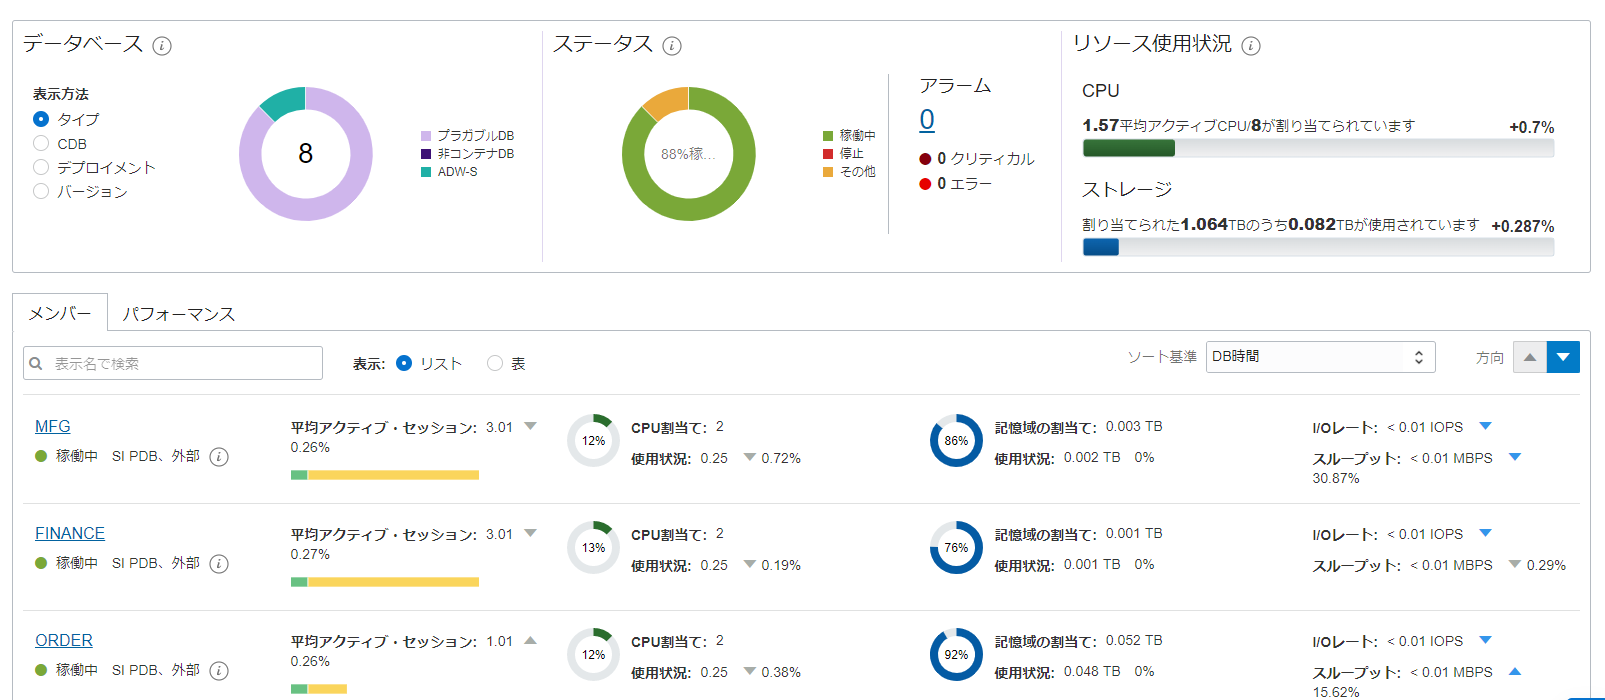 データベース
表示方法
タイプ
CDB
デプロイメント
バージョン
8
プラガブルDB
非コンテナDB
ADW-S
ステータス
88%稼...
稼働中
停止
その他
アラーム
0
0 クリティカル
0 エラー
リソース使用状況
CPU
1.57平均アクティブCPU/8が割り当てられています +0.7%
ストレージ
割り当てられた1.064TBのうち0.082TBが使用されています +0.287%
メンバー パフォーマンス
表示名で検索 表示: リスト 表 ソート基準 DB時間 方向
MFG
稼働中 SI PDB、外部
平均アクティブ・セッション: 3.01
0.26%
12%
CPU割当て: 2
使用状況: 0.25 0.72%
86%
記憶域の割当て: 0.003 TB
使用状況: 0.002 TB 0%
I/Oレート: < 0.01 IOPS
スループット: < 0.01 MBPS
30.87%
FINANCE
稼働中 SI PDB、外部
平均アクティブ・セッション: 3.01
0.27%
13%
CPU割当て: 2
使用状況: 0.25 0.19%
76%
記憶域の割当て: 0.001 TB
使用状況: 0.001 TB 0%
I/Oレート: < 0.01 IOPS
スループット: < 0.01 MBPS 0.29%
ORDER
稼働中 SI PDB、外部
平均アクティブ・セッション: 1.01
0.26%
12%
CPU割当て: 2
使用状況: 0.25 0.38%
92%
記憶域の割当て: 0.052 TB
使用状況: 0.048 TB 0%
I/Oレート: < 0.01 IOPS
スループット: < 0.01 MBPS
15.62%